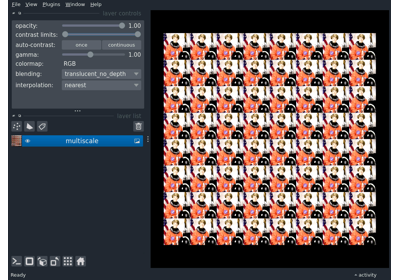 File View Plugins Window Help
layer controls
opacity: 1.00
contrast limits:
auto-contrast: once continuous
gamma: 1.00
colormap: RGB
blending: translucent_no_depth
interpolation: nearest
layer list
multiscale
Ready
activity